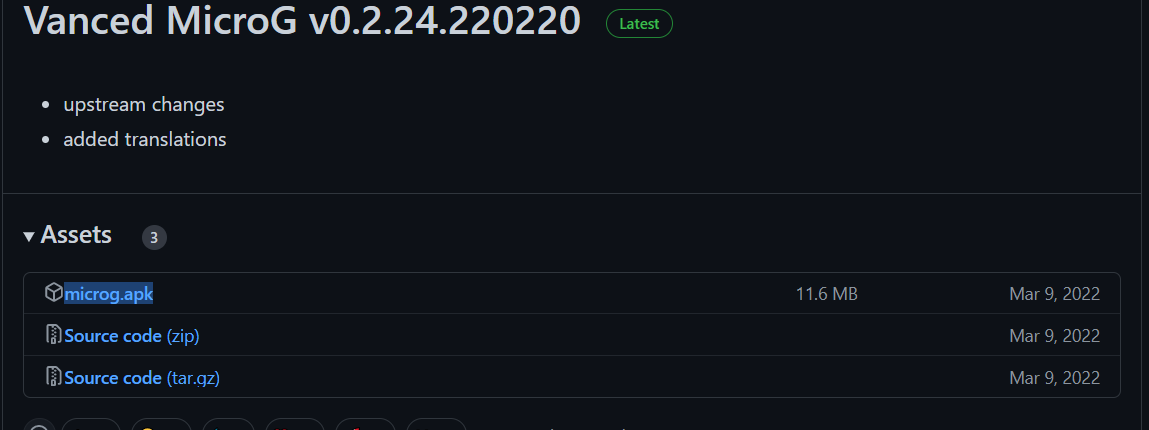 Vanced MicroG v0.2.24.220220 Latest
upstream changes
added translations
Assets 3
microg.apk 11.6 MB Mar 9, 2022
Source code (zip) Mar 9, 2022
Source code (tar.gz) Mar 9, 2022